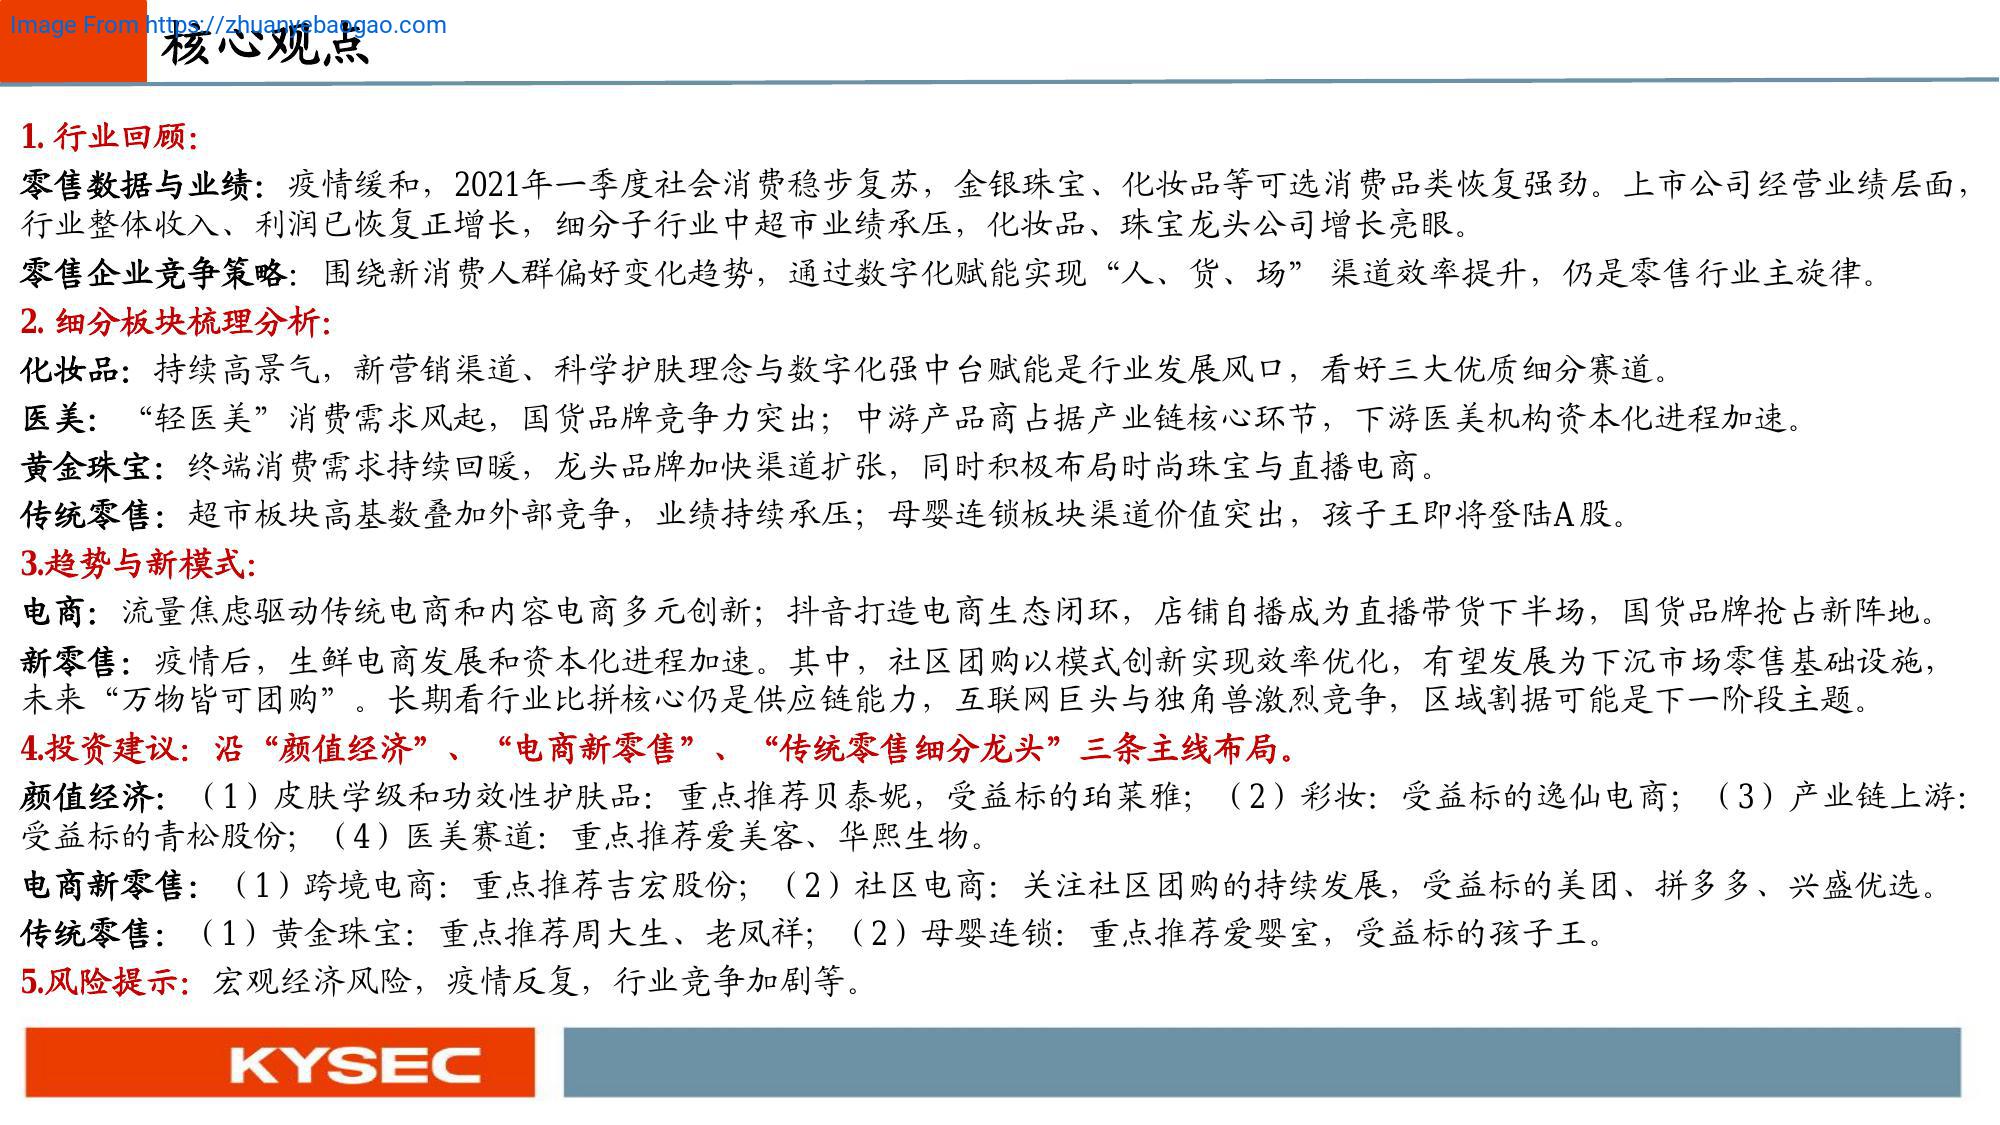 Image From https://zhuanyebaogao.com
核心观点
1. 行业回顾：
零售数据与业绩：疫情缓和，2021年一季度社会消费稳步复苏，金银珠宝、化妆品等可选消费品类恢复强劲。上市公司经营业绩层面，
行业整体收入、利润已恢复正增长，细分子行业中超市业绩承压，化妆品、珠宝龙头公司增长亮眼。
零售企业竞争策略：围绕新消费人群偏好变化趋势，通过数字化赋能实现“人、货、场” 渠道效率提升，仍是零售行业主旋律。
2. 细分板块梳理分析：
化妆品：持续高景气，新营销渠道、科学护肤理念与数字化强中台赋能是行业发展风口，看好三大优质细分赛道。
医美：“轻医美”消费需求风起，国货品牌竞争力突出；中游产品商占据产业链核心环节，下游医美机构资本化进程加速。
黄金珠宝：终端消费需求持续回暖，龙头品牌加快渠道扩张，同时积极布局时尚珠宝与直播电商。
传统零售：超市板块高基数叠加外部竞争，业绩持续承压；母婴连锁板块渠道价值突出，孩子王即将登陆A股。
3.趋势与新模式：
电商：流量焦虑驱动传统电商和内容电商多元创新；抖音打造电商生态闭环，店铺自播成为直播带货下半场，国货品牌抢占新阵地。
新零售：疫情后，生鲜电商发展和资本化进程加速。其中，社区团购以模式创新实现效率优化，有望发展为下沉市场零售基础设施，
未来“万物皆可团购”。长期看行业比拼核心仍是供应链能力，互联网巨头与独角兽激烈竞争，区域割据可能是下一阶段主题。
4.投资建议：沿“颜值经济”、“电商新零售”、“传统零售细分龙头”三条主线布局。
颜值经济：（1）皮肤学级和功效性护肤品：重点推荐贝泰妮，受益标的珀莱雅；（2）彩妆：受益标的逸仙电商；（3）产业链上游：
受益标的青松股份；（4）医美赛道：重点推荐爱美客、华熙生物。
电商新零售：（1）跨境电商：重点推荐吉宏股份；（2）社区电商：关注社区团购的持续发展，受益标的美团、拼多多、兴盛优选。
传统零售：（1）黄金珠宝：重点推荐周大生、老凤祥；（2）母婴连锁：重点推荐爱婴室，受益标的孩子王。
5.风险提示：宏观经济风险，疫情反复，行业竞争加剧等。
KYSEC